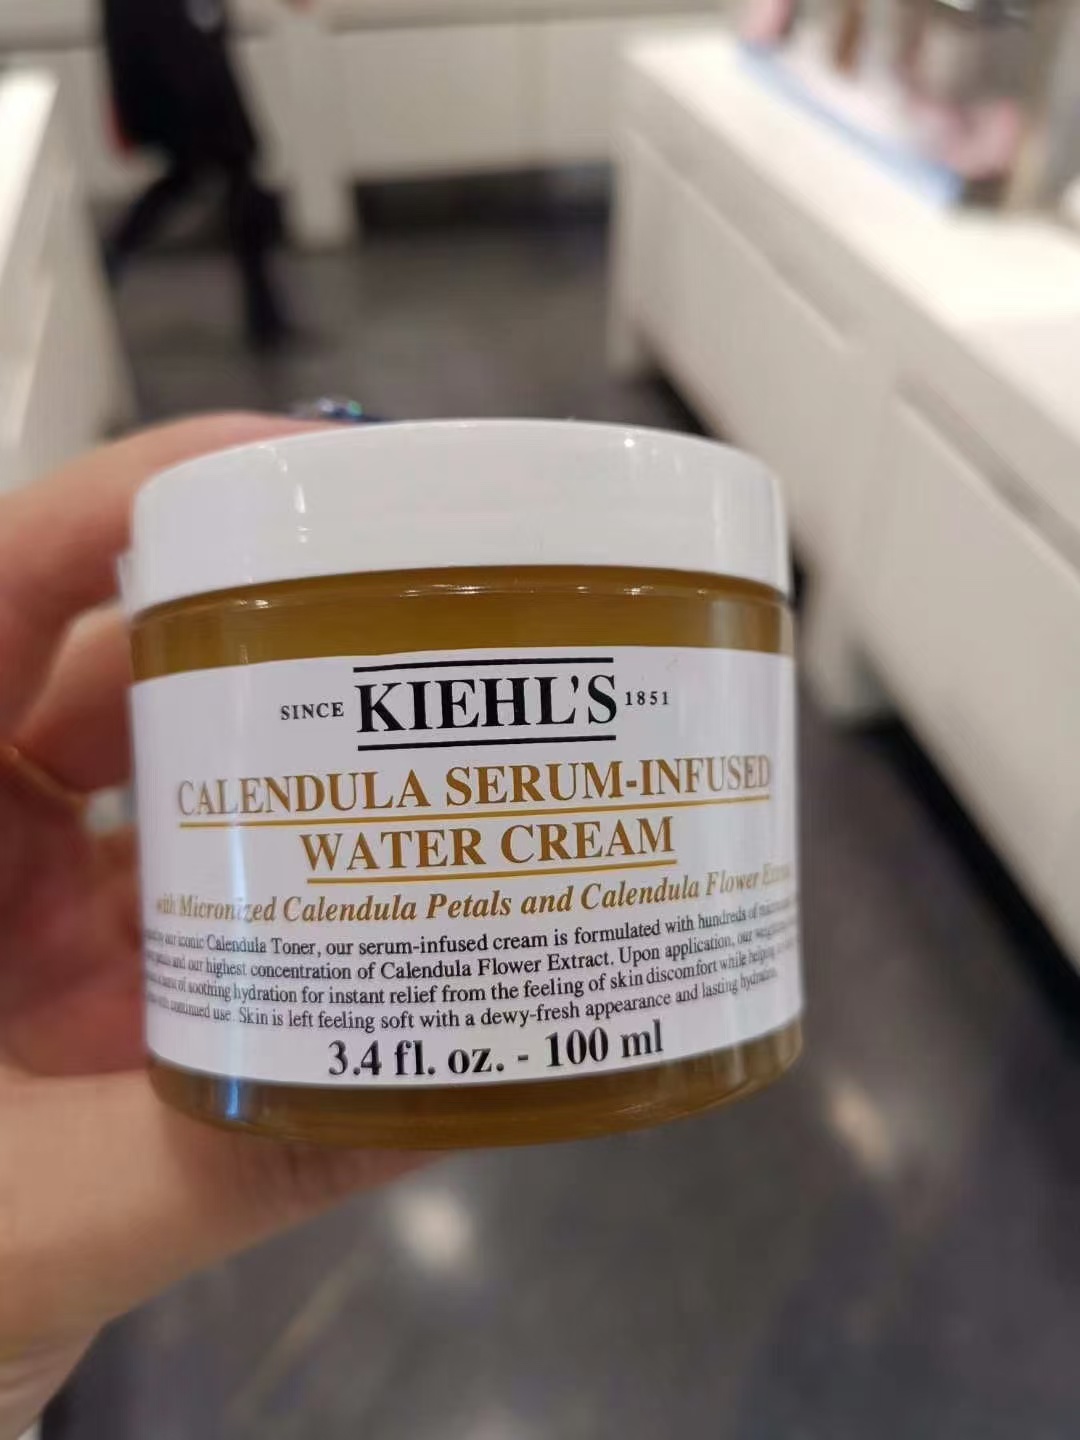 SINCE KIEHL'S 1851
CALENDULA SERUM-INFUSED
WATER CREAM
with Micronized Calendula Petals and Calendula Flower
our iconic Calendula Toner, our serum-infused cream is formulated with hundreds of
and our highest concentration of Calendula Flower Extract. Upon application, our
of soothing hydration for instant relief from the feeling of skin discomfort while helping
continued use. Skin is left feeling soft with a dewy-fresh appearance and lasting hydration.
3.4 fl. oz. - 100 ml